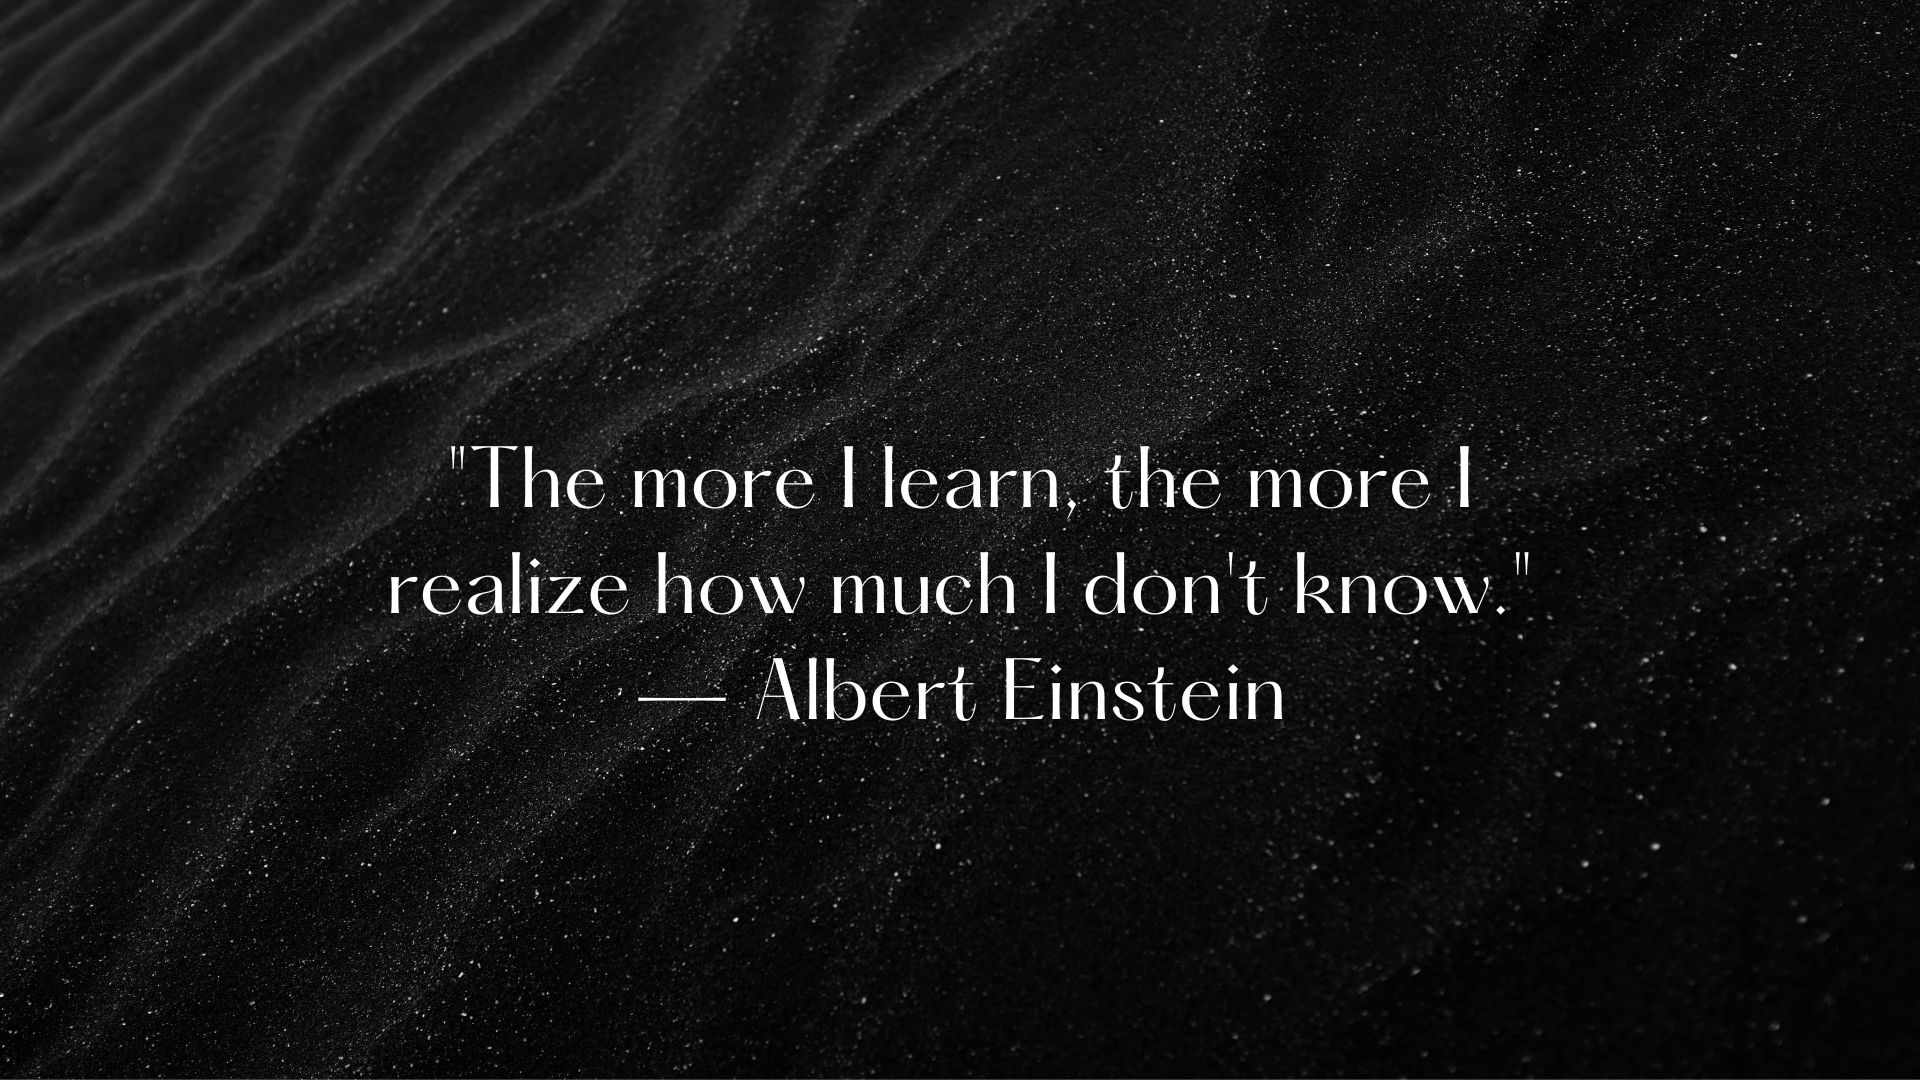 "The more I learn, the more I
realize how much I don't know."
— Albert Einstein